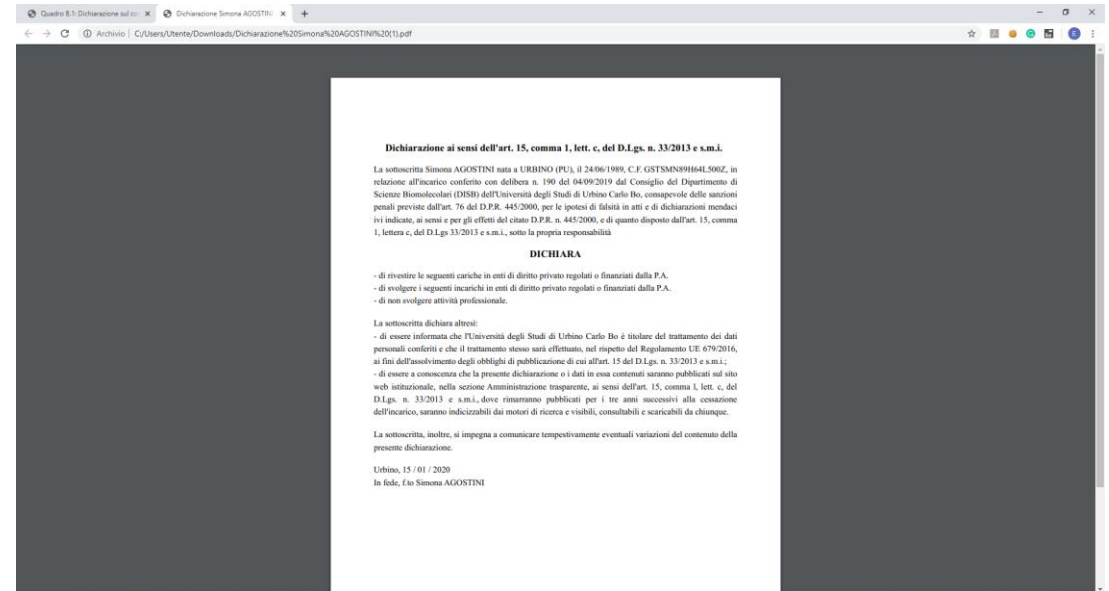 Quadro 8.1: Dichiarazione sul co
Dichiarazione Simona AGOSTINI
Archivio | C:/Users/Utente/Downloads/Dichiarazione%20Simona%20AGOSTINI%20(1).pdf
Dichiarazione ai sensi dell'art. 15, comma 1, lett. c, del D.Lgs. n. 33/2013 e s.m.i.
La sottoscritta Simona AGOSTINI nata a URBINO (PU), il 24/06/1989, C.F. GSTSMN89H64L500Z, in
relazione all'incarico conferito con delibera n. 190 del 04/09/2019 dal Consiglio del Dipartimento di
Scienze Biomolecolari (DISB) dell'Università degli Studi di Urbino Carlo Bo, consapevole delle sanzioni
penali previste dall'art. 76 del D.P.R. 445/2000, per le ipotesi di falsità in atti e di dichiarazioni mendaci
ivi indicate, ai sensi e per gli effetti del citato D.P.R. n. 445/2000, e di quanto disposto dall'art. 15, comma
1, lettera c, del D.Lgs 33/2013 e s.m.i., sotto la propria responsabilità
DICHIARA
- di rivestire le seguenti cariche in enti di diritto privato regolati o finanziati dalla P.A.
- di svolgere i seguenti incarichi in enti di diritto privato regolati o finanziati dalla P.A.
- di non svolgere attività professionale.
La sottoscritta dichiara altresì:
- di essere informata che l'Università degli Studi di Urbino Carlo Bo è titolare del trattamento dei dati
personali conferiti e che il trattamento stesso sarà effettuato, nel rispetto del Regolamento UE 679/2016,
ai fini dell'assolvimento degli obblighi di pubblicazione di cui all'art. 15 del D.Lgs. n. 33/2013 e s.m.i.;
- di essere a conoscenza che la presente dichiarazione o i dati in essa contenuti saranno pubblicati sul sito
web istituzionale, nella sezione Amministrazione trasparente, ai sensi dell'art. 15, comma 1, lett. c, del
D.Lgs. n. 33/2013 e s.m.i., dove rimarranno pubblicati per i tre anni successivi alla cessazione
dell'incarico, saranno indicizzabili dai motori di ricerca e visibili, consultabili e scaricabili da chiunque.
La sottoscritta, inoltre, si impegna a comunicare tempestivamente eventuali variazioni del contenuto della
presente dichiarazione.
Urbino, 15 / 01 / 2020
In fede, f.to Simona AGOSTINI